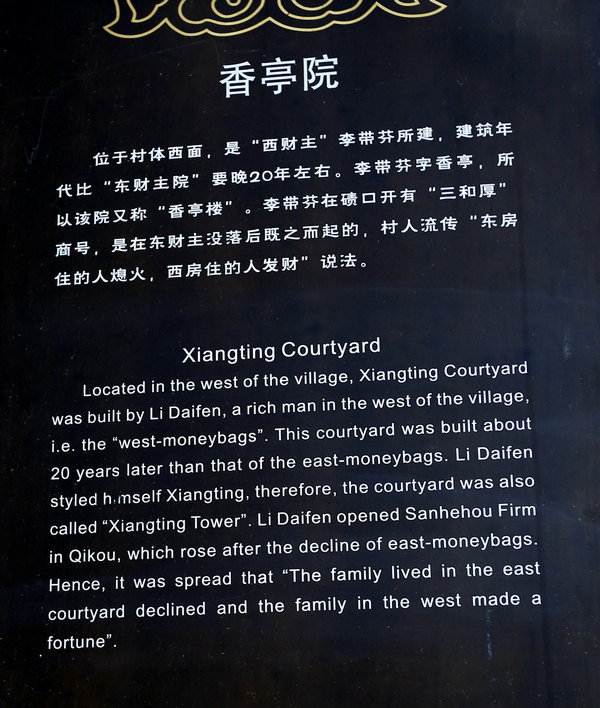 香亭院
位于村体西面，是“西财主”李带芬所建，建筑年
代比“东财主院”要晚20年左右。李带芬字香亭，所
以该院又称“香亭楼”。李带芬在碛口开有“三和厚”
商号，是在东财主没落后既之而起的，村人流传“东房
住的人熄火，西房住的人发财”说法。
Xiangting Courtyard
Located in the west of the village, Xiangting Courtyard
was built by Li Daifen, a rich man in the west of the village,
i.e. the “west-moneybags”. This courtyard was built about
20 years later than that of the east-moneybags. Li Daifen
styled himself Xiangting, therefore, the courtyard was also
called “Xiangting Tower”. Li Daifen opened Sanhehou Firm
in Qikou, which rose after the decline of east-moneybags.
Hence, it was spread that “The family lived in the east
courtyard declined and the family in the west made a
fortune”.